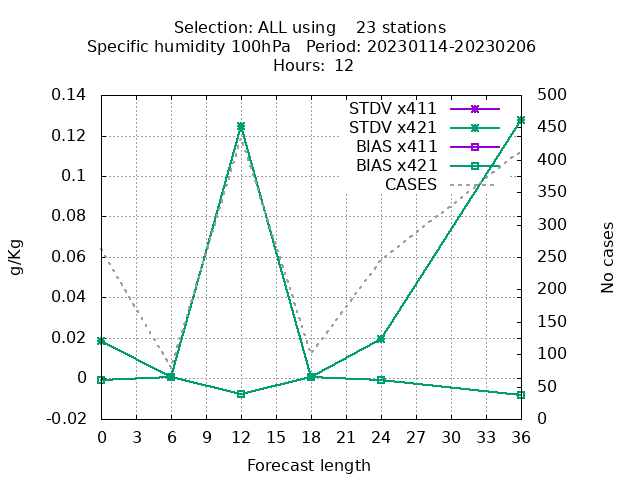 Selection: ALL using    23 stations
Specific humidity 100hPa   Period: 20230114-20230206
Hours:  12
0.14
0.12
0.1
0.08
0.06
0.04
0.02
0
-0.02
g/Kg
STDV x411
STDV x421
BIAS x411
BIAS x421
CASES
500
450
400
350
300
250
200
150
100
50
0
No cases
0 3 6 9 12 15 18 21 24 27 30 33 36
Forecast length